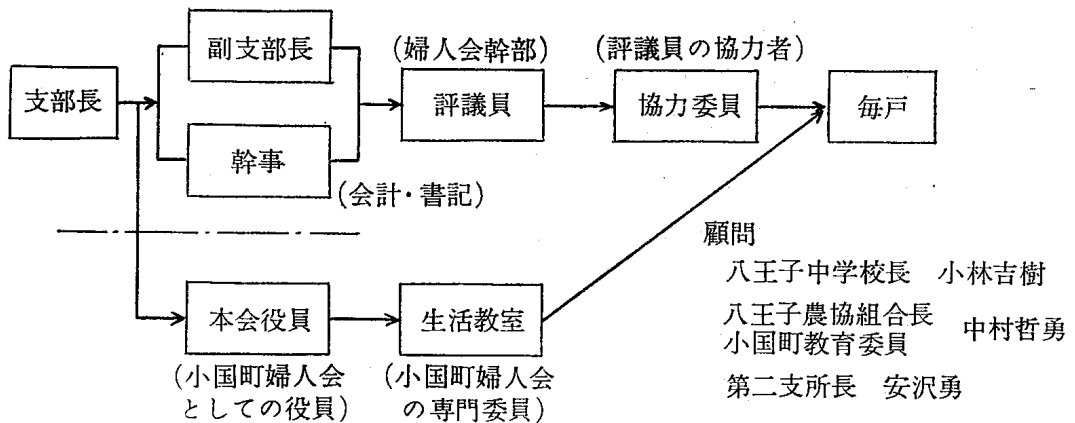 副支部長
(婦人会幹部)
(評議員の協力者)
支部長
評議員
協力委員
毎戸
幹事
(会計・書記)
顧問
八王子中学校長 小林吉樹
八王子農協組合長
小国町教育委員
中村哲勇
第二支所長 安沢勇
本会役員
生活教室
(小国町婦人会
としての役員)
(小国町婦人会
の専門委員)